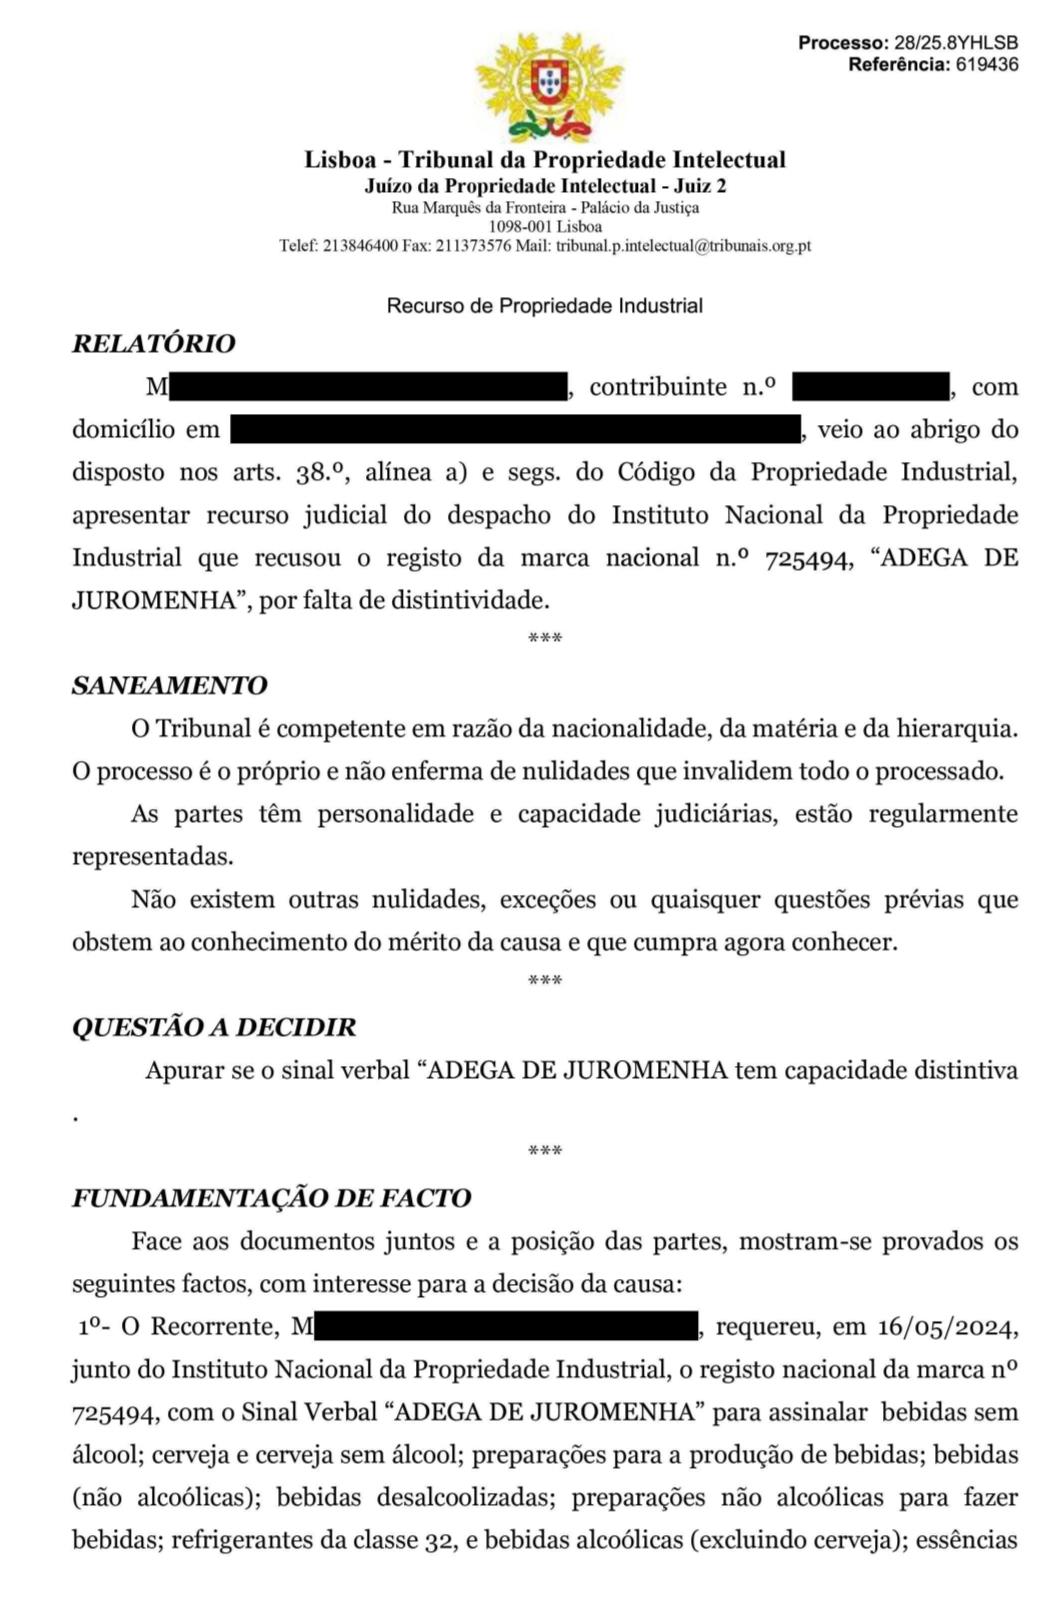 Processo: 28/25.8YHLSB
Referência: 619436
Lisboa - Tribunal da Propriedade Intelectual
Juízo da Propriedade Intelectual - Juiz 2
Rua Marquês da Fronteira - Palácio da Justiça
1098-001 Lisboa
Telef: 213846400 Fax: 211373576 Mail: tribunal.p.intelectual@tribunais.org.pt
Recurso de Propriedade Industrial
RELATÓRIO
M , contribuinte n.º , com
domicílio em , veio ao abrigo do
disposto nos arts. 38.º, alínea a) e segs. do Código da Propriedade Industrial,
apresentar recurso judicial do despacho do Instituto Nacional da Propriedade
Industrial que recusou o registo da marca nacional n.º 725494, “ADEGA DE
JUROMENHA”, por falta de distintividade.
***
SANEAMENTO
O Tribunal é competente em razão da nacionalidade, da matéria e da hierarquia.
O processo é o próprio e não enferma de nulidades que invalidem todo o processado.
As partes têm personalidade e capacidade judiciárias, estão regularmente
representadas.
Não existem outras nulidades, exceções ou quaisquer questões prévias que
obstem ao conhecimento do mérito da causa e que cumpra agora conhecer.
***
QUESTÃO A DECIDIR
Apurar se o sinal verbal “ADEGA DE JUROMENHA tem capacidade distintiva
.
***
FUNDAMENTAÇÃO DE FACTO
Face aos documentos juntos e a posição das partes, mostram-se provados os
seguintes factos, com interesse para a decisão da causa:
1º- O Recorrente, M , requereu, em 16/05/2024,
junto do Instituto Nacional da Propriedade Industrial, o registo nacional da marca nº
725494, com o Sinal Verbal “ADEGA DE JUROMENHA” para assinalar bebidas sem
álcool; cerveja e cerveja sem álcool; preparações para a produção de bebidas; bebidas
(não alcoólicas); bebidas desalcoolizadas; preparações não alcoólicas para fazer
bebidas; refrigerantes da classe 32, e bebidas alcoólicas (excluindo cerveja); essências